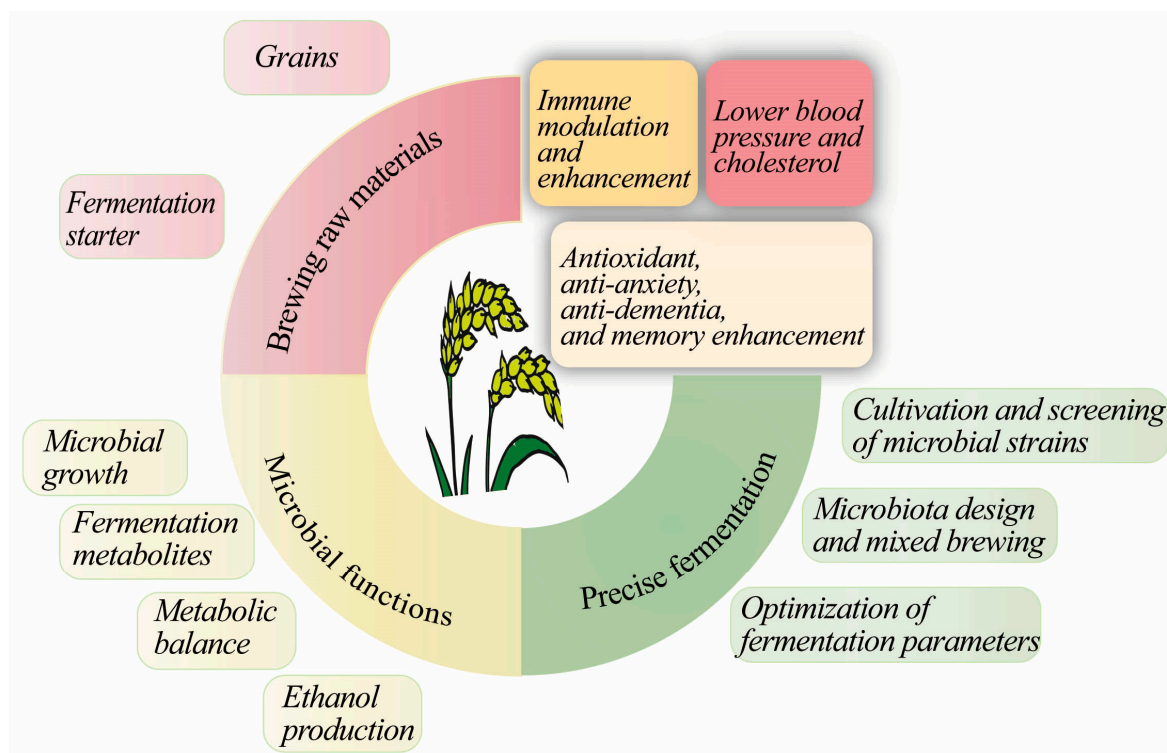 Grains
Fermentation
starter
Brewing raw materials
Immune
modulation
and
enhancement
Lower blood
pressure and
cholesterol
Antioxidant,
anti-anxiety,
anti-dementia,
and memory enhancement
Microbial
growth
Fermentation
metabolites
Metabolic
balance
Ethanol
production
Microbial functions
Precise fermentation
Cultivation and screening
of microbial strains
Microbiota design
and mixed brewing
Optimization of
fermentation parameters